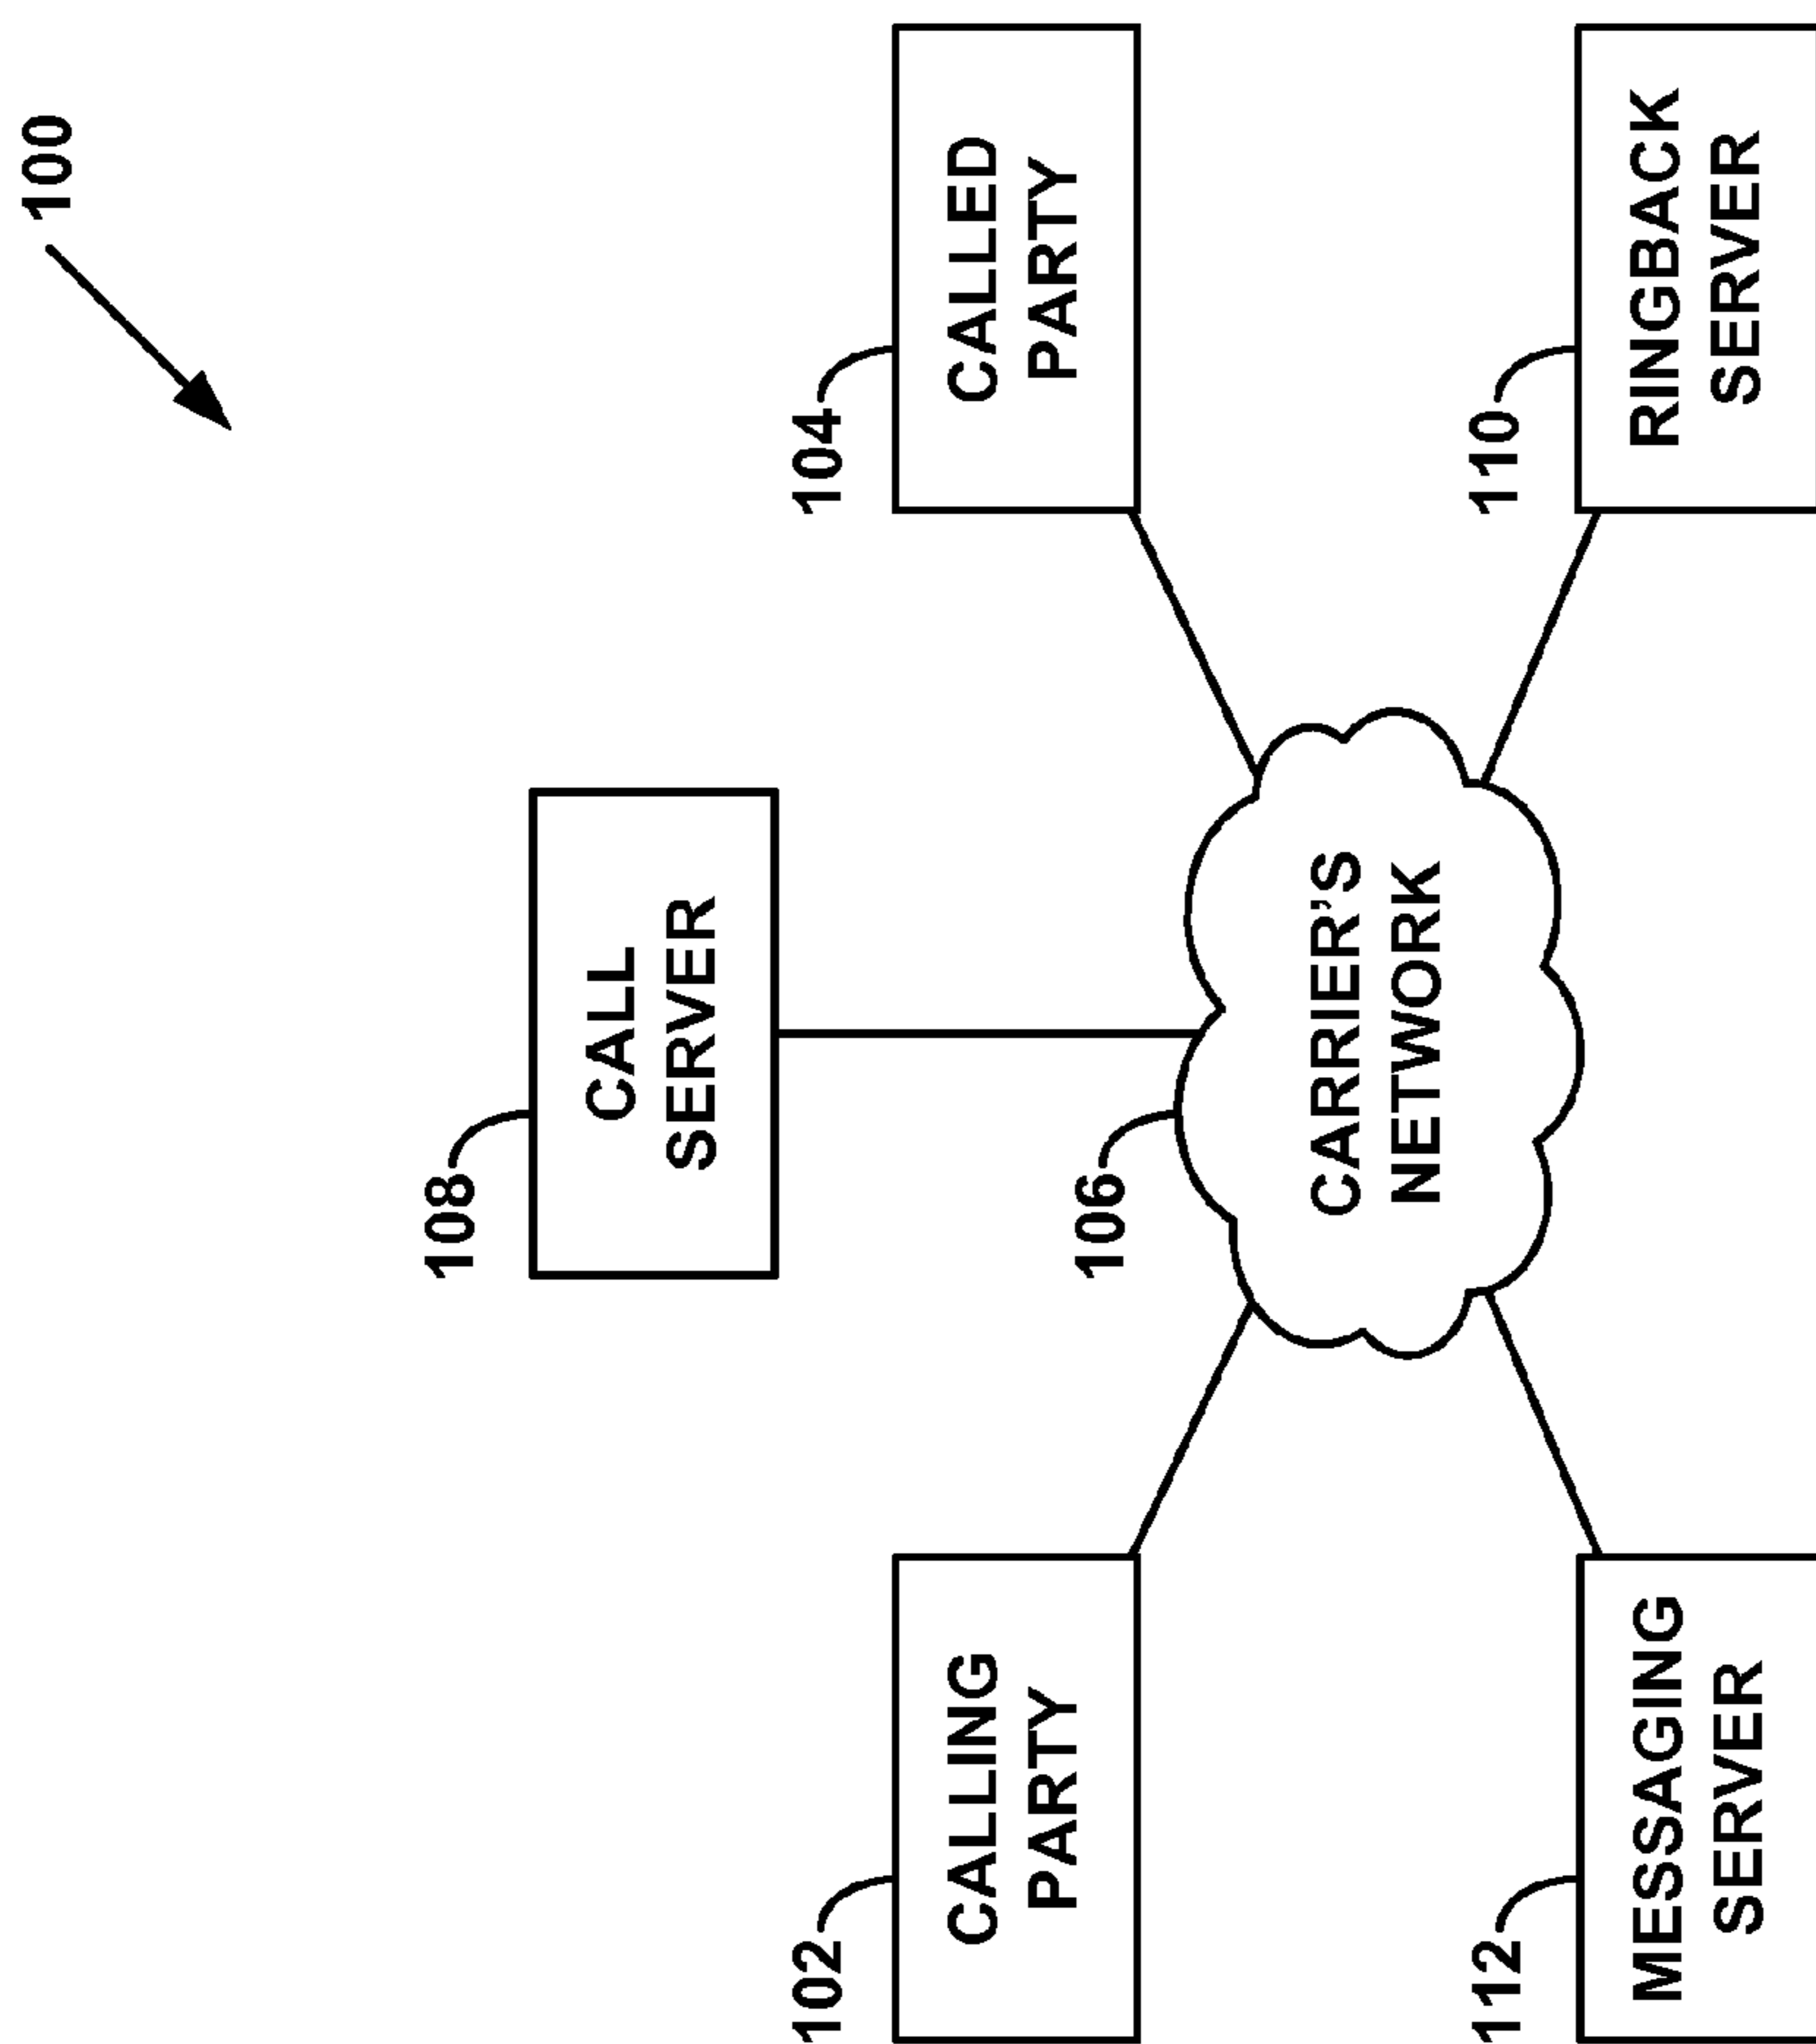 100
108
CALL
SERVER
102
CALLING
PARTY
104
CALLED
PARTY
106
CARRIER'S
NETWORK
112
MESSAGING
SERVER
110
RINGBACK
SERVER